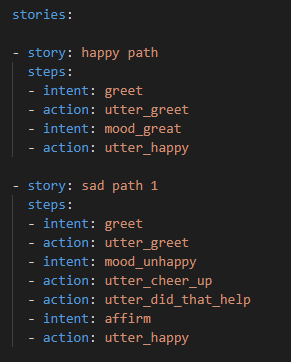 stories:
- story: happy path
steps:
- intent: greet
- action: utter_greet
- intent: mood_great
- action: utter_happy
- story: sad path 1
steps:
- intent: greet
- action: utter_greet
- intent: mood_unhappy
- action: utter_cheer_up
- action: utter_did_that_help
- intent: affirm
- action: utter_happy